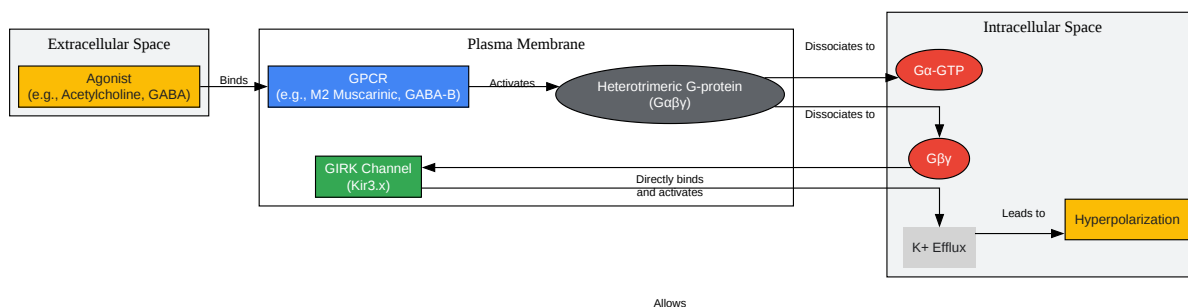 Extracellular Space
Agonist
(e.g., Acetylcholine, GABA)
Binds
Plasma Membrane
GPCR
(e.g., M2 Muscarinic, GABA-B)
Activates
Heterotrimeric G-protein
(Gαβγ)
Dissociates to
Dissociates to
Intracellular Space
Gα-GTP
Gβγ
GIRK Channel
(Kir3.x)
Directly binds
and activates
K+ Efflux
Leads to
Hyperpolarization
Allows